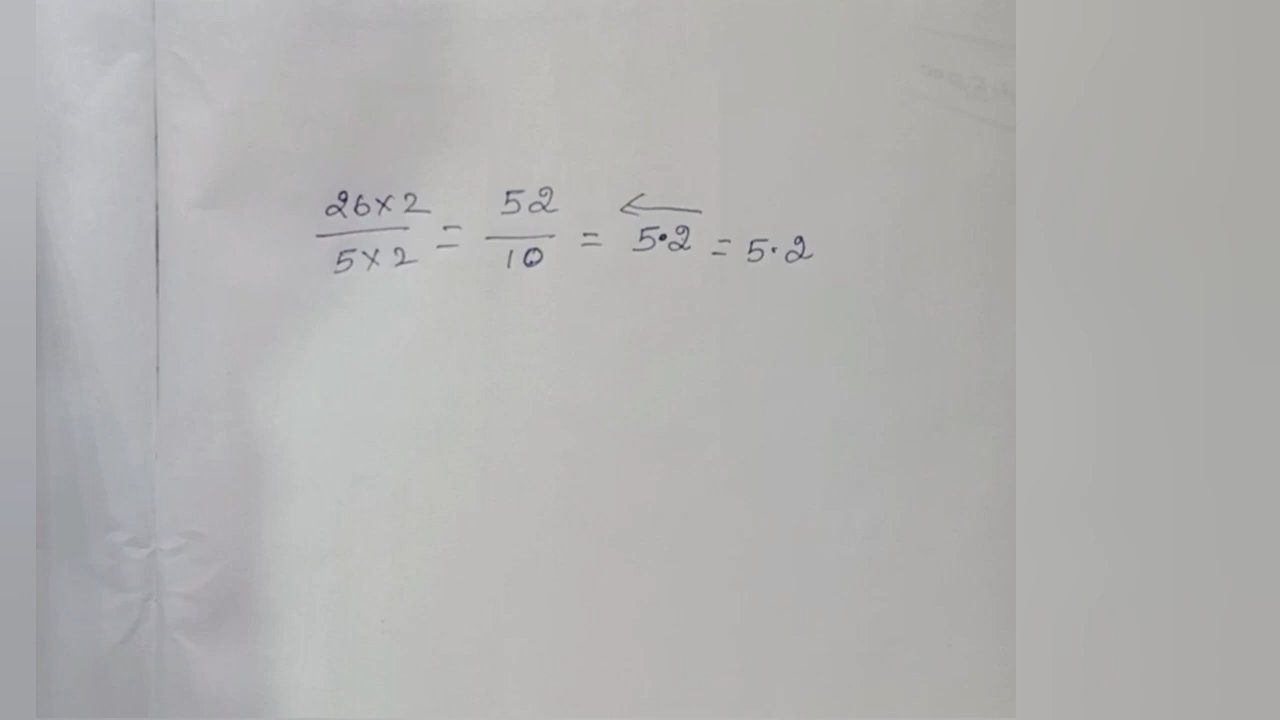 26×2/5×2 = 52/10 = 5.2 = 5.2